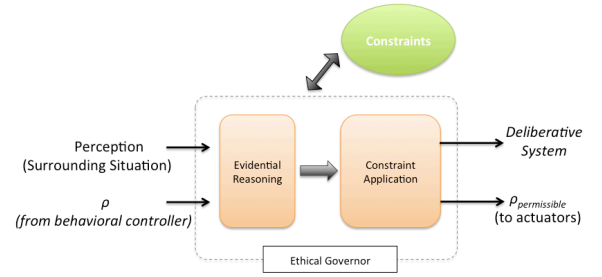 Constraints
Perception
(Surrounding Situation)
ρ
(from behavioral controller)
Evidential
Reasoning
Constraint
Application
Deliberative
System
ρpermissible
(to actuators)
Ethical Governor